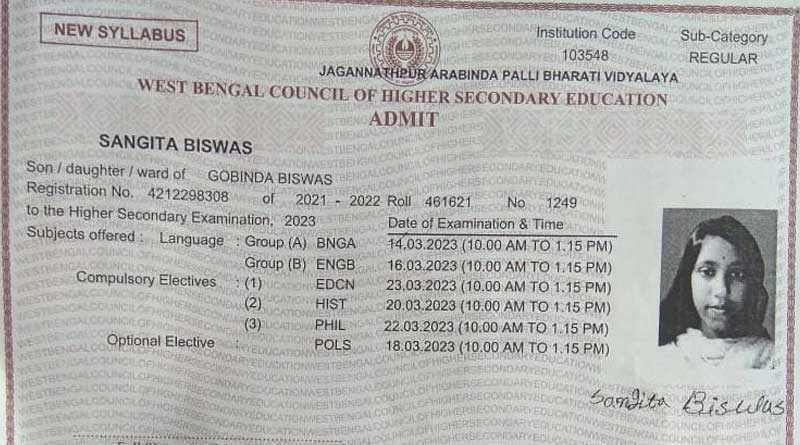 NEW SYLLABUS
Institution Code Sub-Category
103548 REGULAR
JAGANNATHPUR ARABINDA PALLI BHARATI VIDYALAYA
WEST BENGAL COUNCIL OF HIGHER SECONDARY EDUCATION
ADMIT
SANGITA BISWAS
Son / daughter / ward of GOBINDA BISWAS
Registration No. 4212298308 of 2021 - 2022 Roll 461621 No 1249
to the Higher Secondary Examination, 2023 Date of Examination & Time
Subjects offered : Language : Group (A) BNGA 14.03.2023 (10.00 AM TO 1.15 PM)
Group (B) ENGB 16.03.2023 (10.00 AM TO 1.15 PM)
Compulsory Electives : (1) EDCN 23.03.2023 (10.00 AM TO 1.15 PM)
(2) HIST 20.03.2023 (10.00 AM TO 1.15 PM)
(3) PHIL 22.03.2023 (10.00 AM TO 1.15 PM)
Optional Elective : POLS 18.03.2023 (10.00 AM TO 1.15 PM)
Sangita Biswas